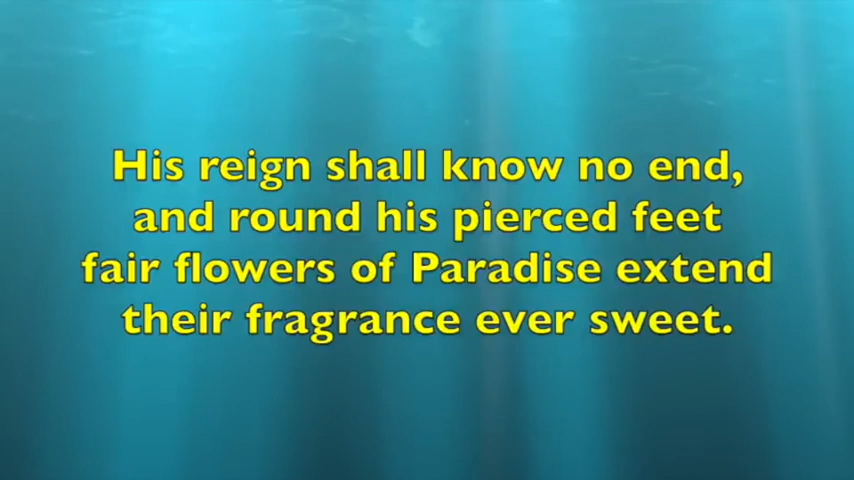 His reign shall know no end,
and round his pierced feet
fair flowers of Paradise extend
their fragrance ever sweet.